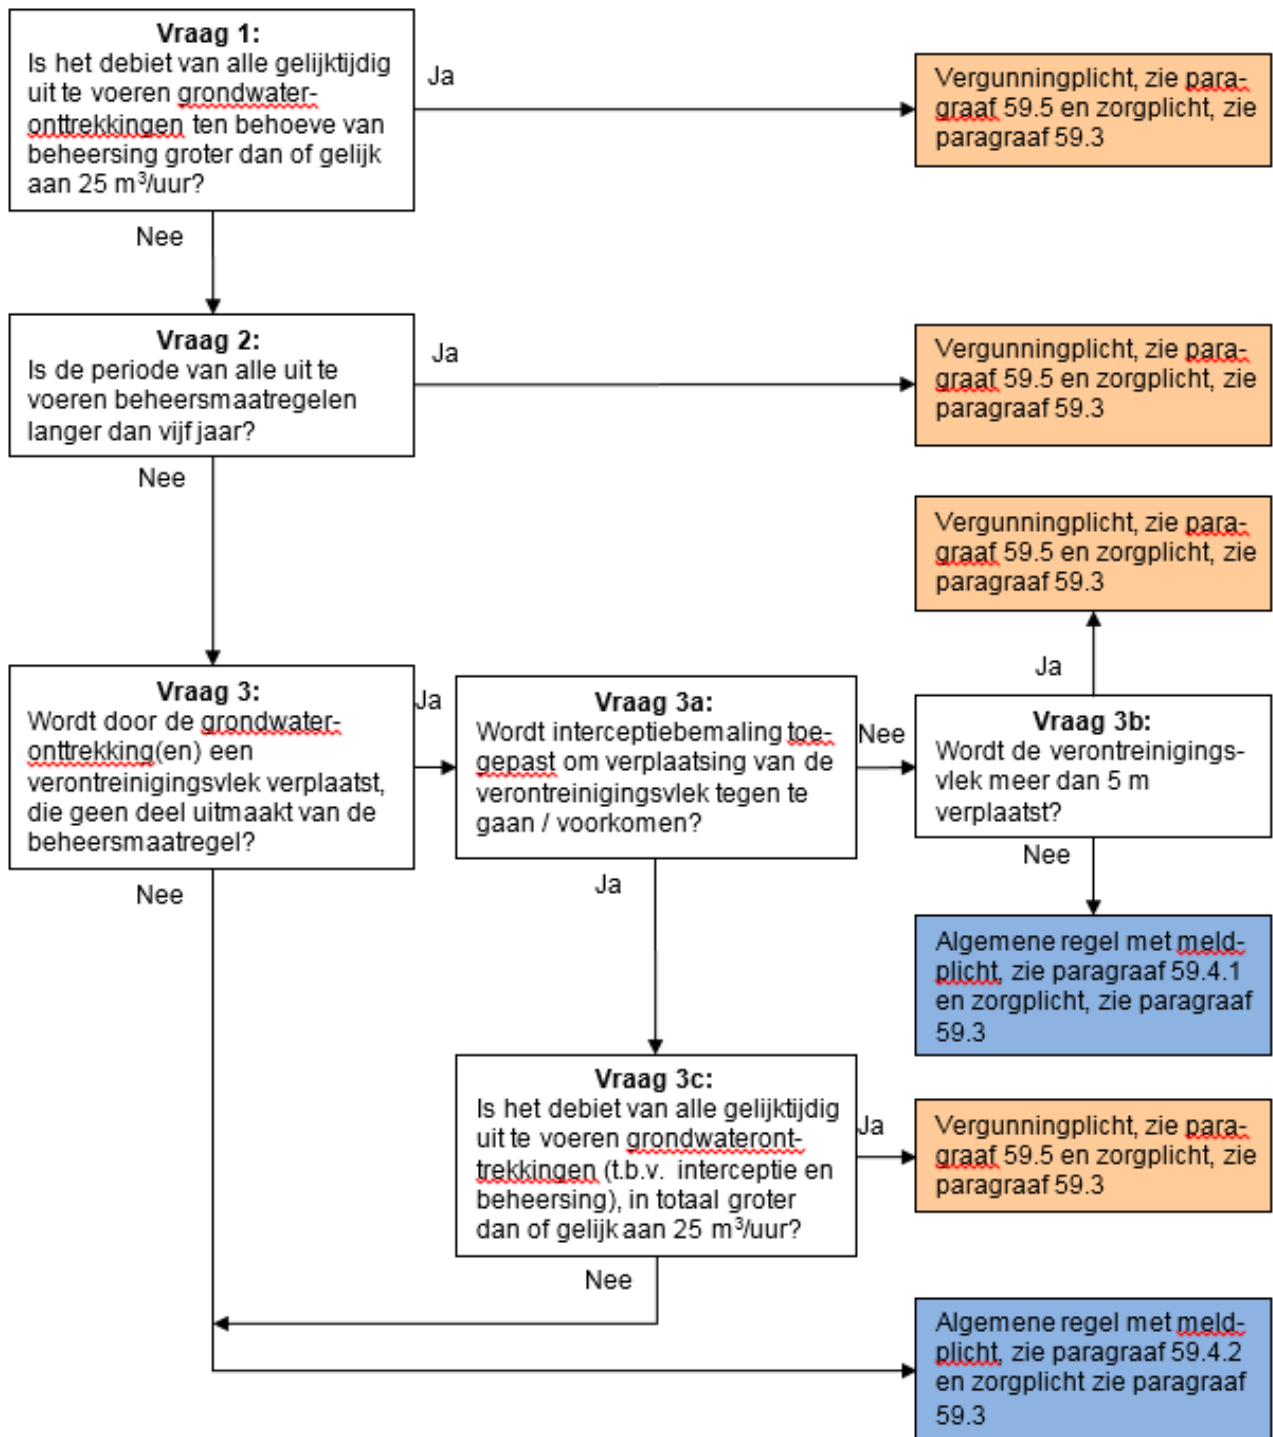 Vraag 1:
Is het debiet van alle gelijktijdig
uit te voeren grondwater-
onttrekkingen ten behoeve van
beheersing groter dan of gelijk
aan 25 m³/uur?
Ja
Vergunningplicht, zie para-
graaf 59.5 en zorgplicht, zie
paragraaf 59.3
Nee
Vraag 2:
Is de periode van alle uit te
voeren beheersmaatregelen
langer dan vijf jaar?
Ja
Vergunningplicht, zie para-
graaf 59.5 en zorgplicht, zie
paragraaf 59.3
Nee
Vergunningplicht, zie para-
graaf 59.5 en zorgplicht, zie
paragraaf 59.3
Ja
Vraag 3:
Wordt door de grondwater-
onttrekking(en) een
verontreinigingsvlek verplaatst,
die geen deel uitmaakt van de
beheersmaatregel?
Ja
Vraag 3a:
Wordt interceptiebemaling toe-
gepast om verplaatsing van de
verontreinigingsvlek tegen te
gaan / voorkomen?
Nee
Vraag 3b:
Wordt de verontreinigings-
vlek meer dan 5 m
verplaatst?
Nee
Nee
Ja
Algemene regel met meld-
plicht, zie paragraaf 59.4.1
en zorgplicht, zie paragraaf
59.3
Vraag 3c:
Is het debiet van alle gelijktijdig
uit te voeren grondwateront-
trekkingen (t.b.v. interceptie en
beheersing), in totaal groter
dan of gelijk aan 25 m³/uur?
Ja
Vergunningplicht, zie para-
graaf 59.5 en zorgplicht, zie
paragraaf 59.3
Nee
Algemene regel met meld-
plicht, zie paragraaf 59.4.2
en zorgplicht zie paragraaf
59.3